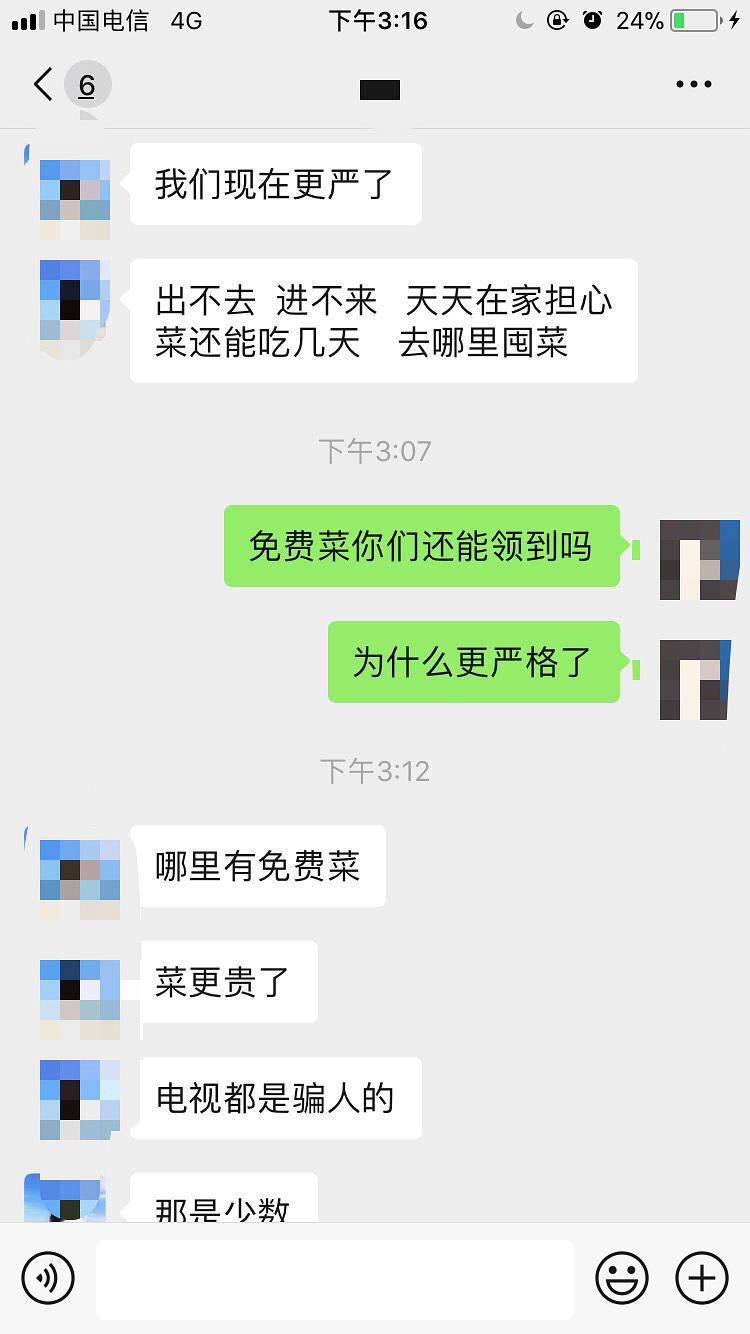 中国电信 4G 下午3:16 24%
6
我们现在更严了
出不去 进不来 天天在家担心
菜还能吃几天 去哪里囤菜
下午3:07
免费菜你们还能领到吗
为什么更严格了
下午3:12
哪里有免费菜
菜更贵了
电视都是骗人的
那是少数